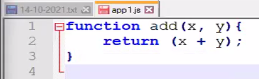 14-10-2021.txt app1.js
1 function add(x, y){
2 return (x + y);
3 }
4